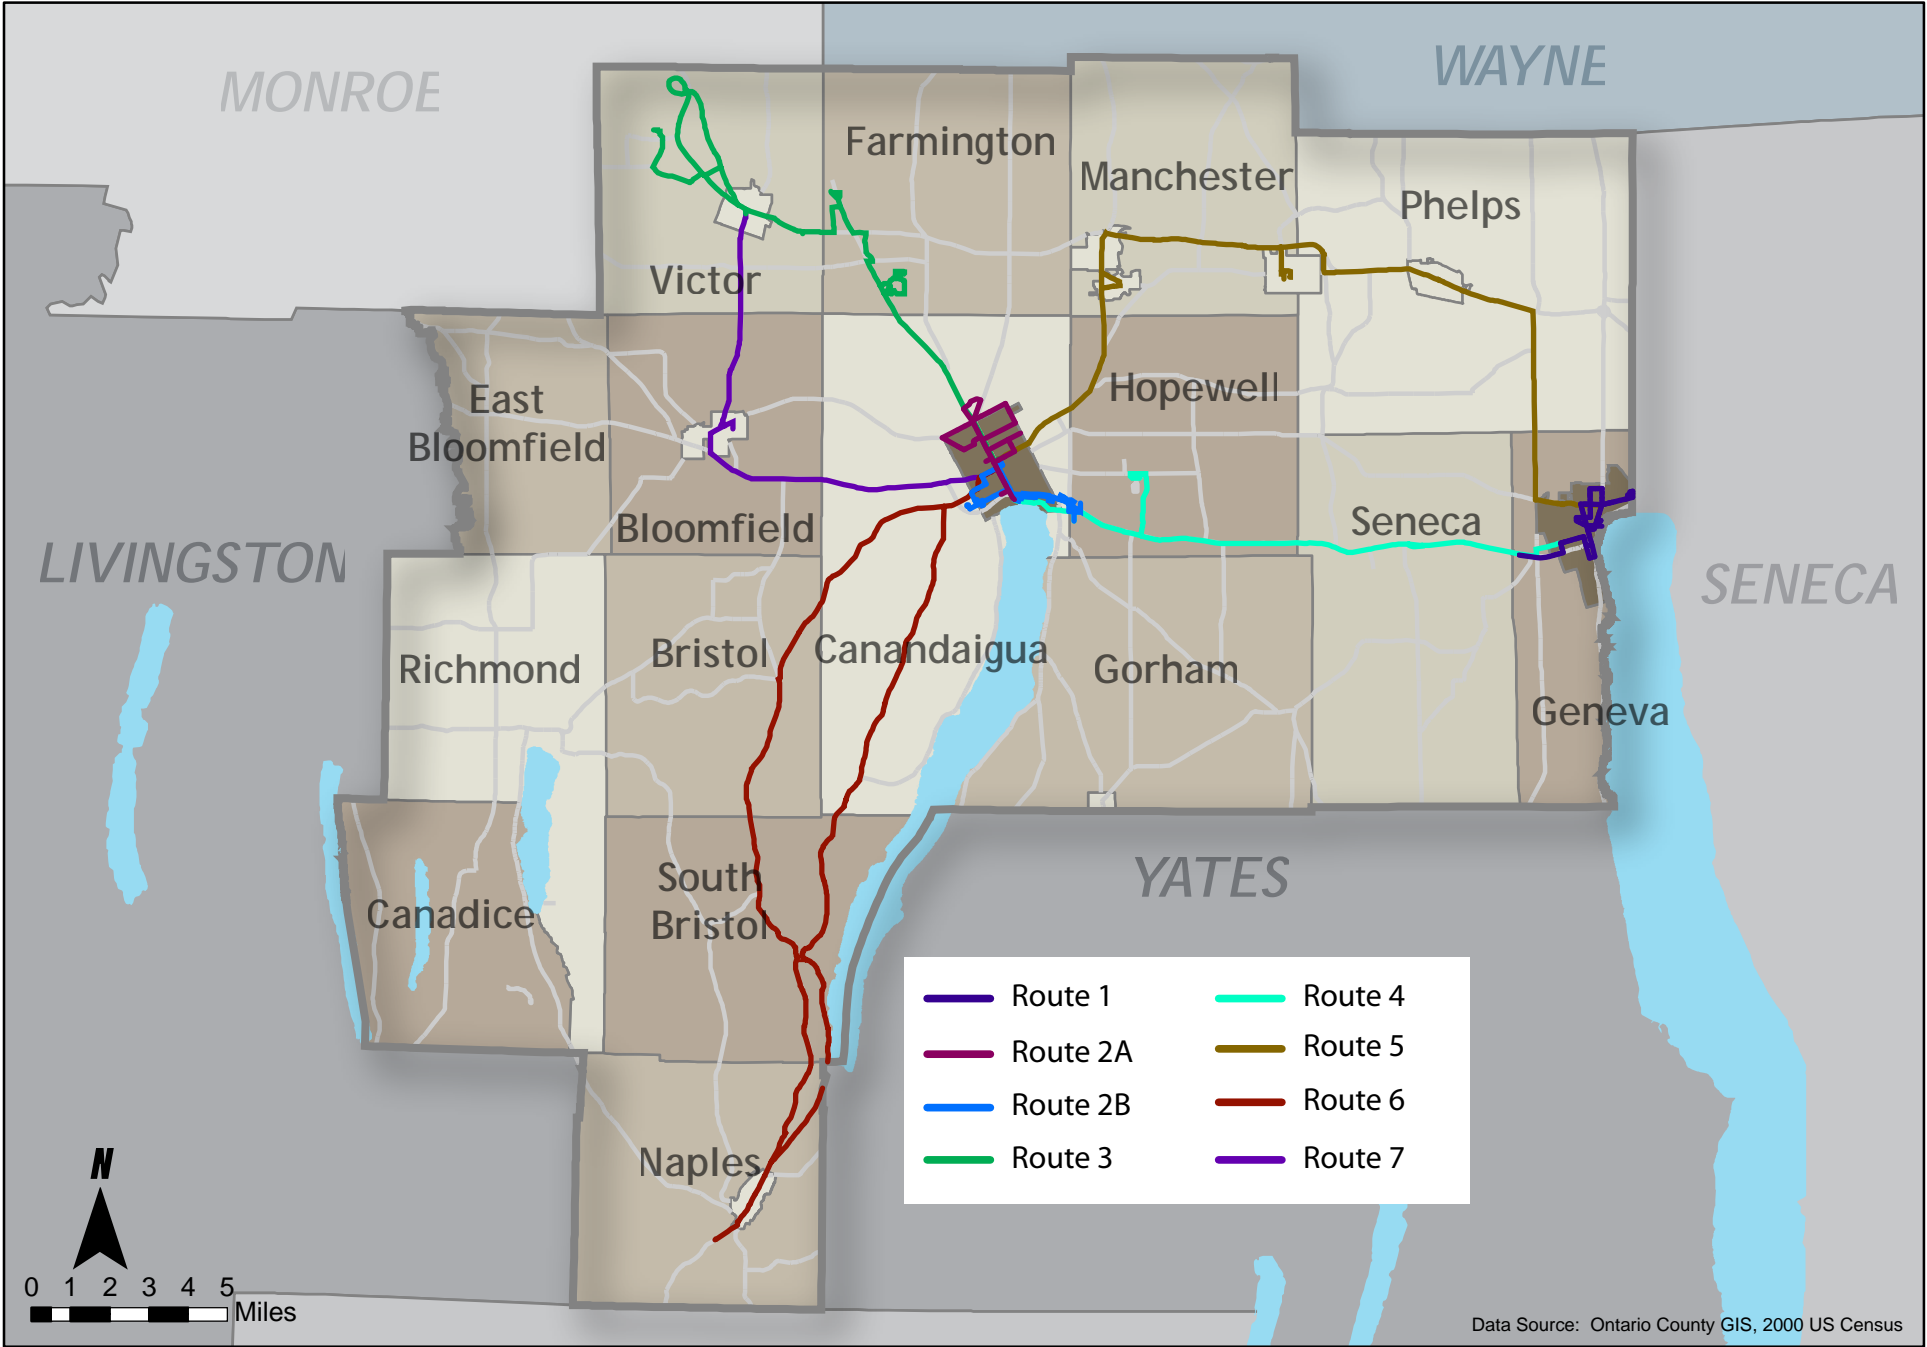 MONROE
WAYNE
Farmington
Manchester
Phelps
Victor
East
Bloomfield
Hopewell
Bloomfield
Seneca
LIVINGSTON
SENECA
Richmond
Bristol
Canandaigua
Gorham
Geneva
South
Bristol
Canadice
YATES
Naples
Route 1
Route 4
Route 2A
Route 5
Route 2B
Route 6
Route 3
Route 7
N
0 1 2 3 4 5
Miles
Data Source: Ontario County GIS, 2000 US Census